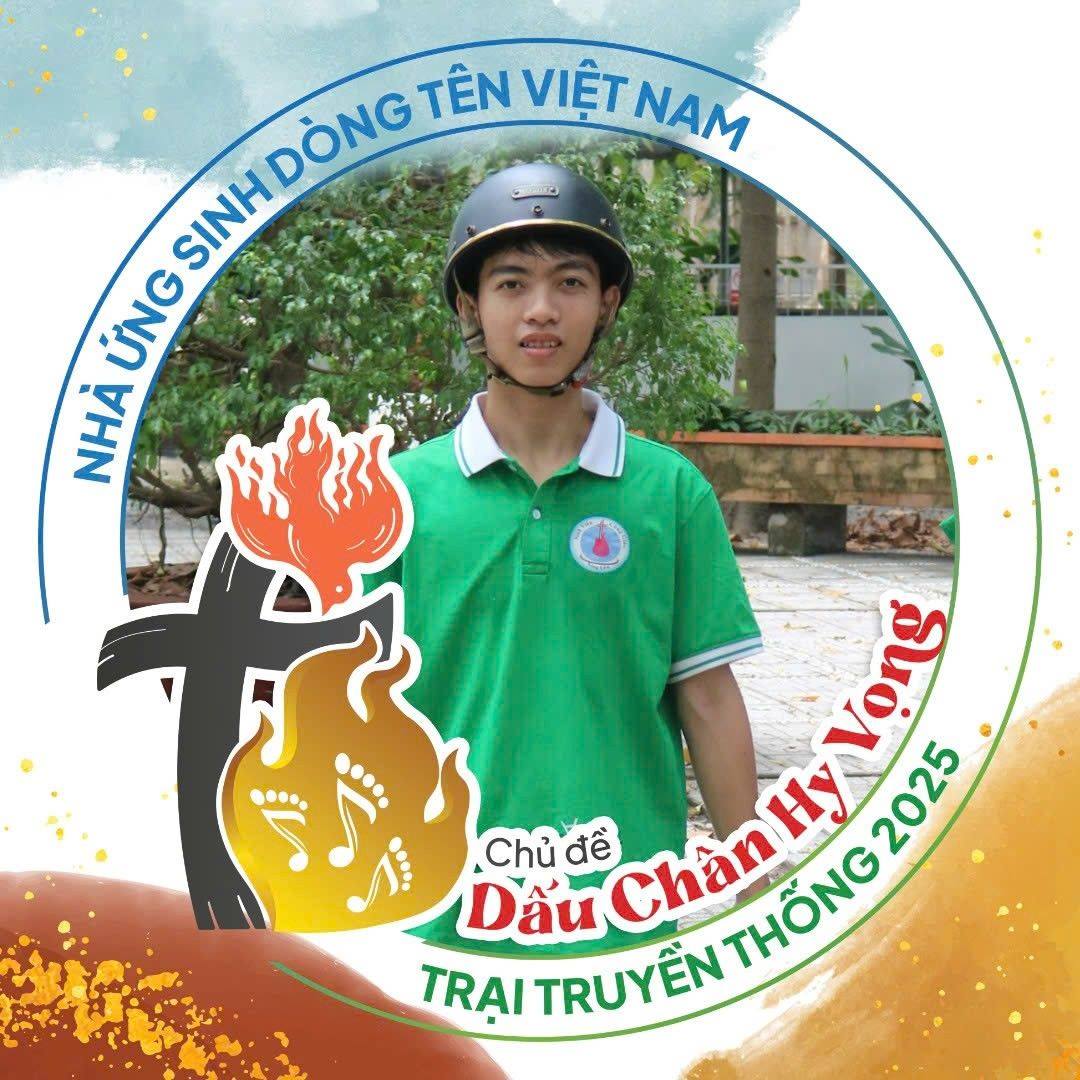 NHÀ ỨNG SINH DÒNG TÊN VIỆT NAM
Chủ đề
Dấu Chân Hy Vọng
TRẠI TRUYỀN THỐNG 2025